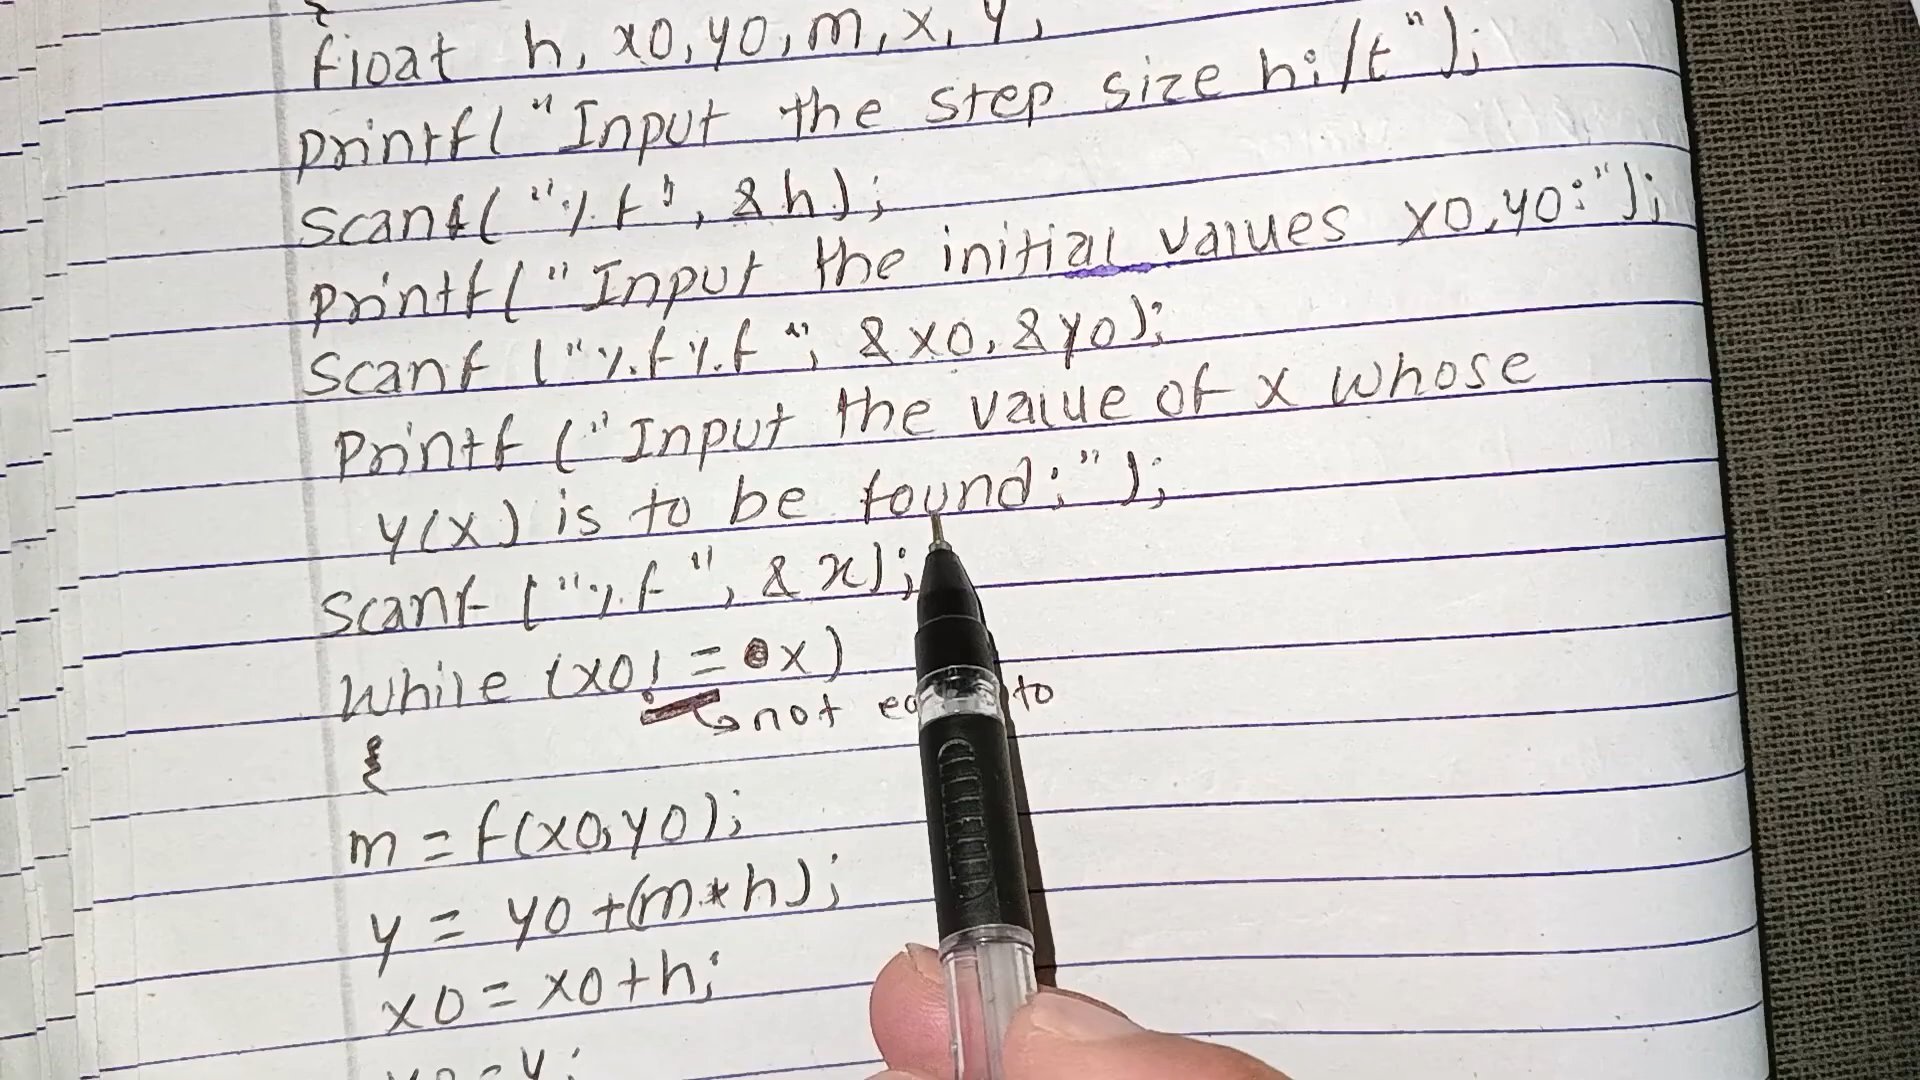 {
float h, x0, y0, m, x, y,
printf("Input the step size h:/t");
scanf("%f", &h);
printf("Input the initial values x0,y0:");
Scanf ("%f%f", &x0, &y0);
Printf ("Input the value of x whose
y(x) is to be found:");
Scanf ("%f", &x);
While (x0! = x)
not to
{
m = f(x0,y0);
y = y0 +(m*h);
x0 = x0+h;
y0 = y;